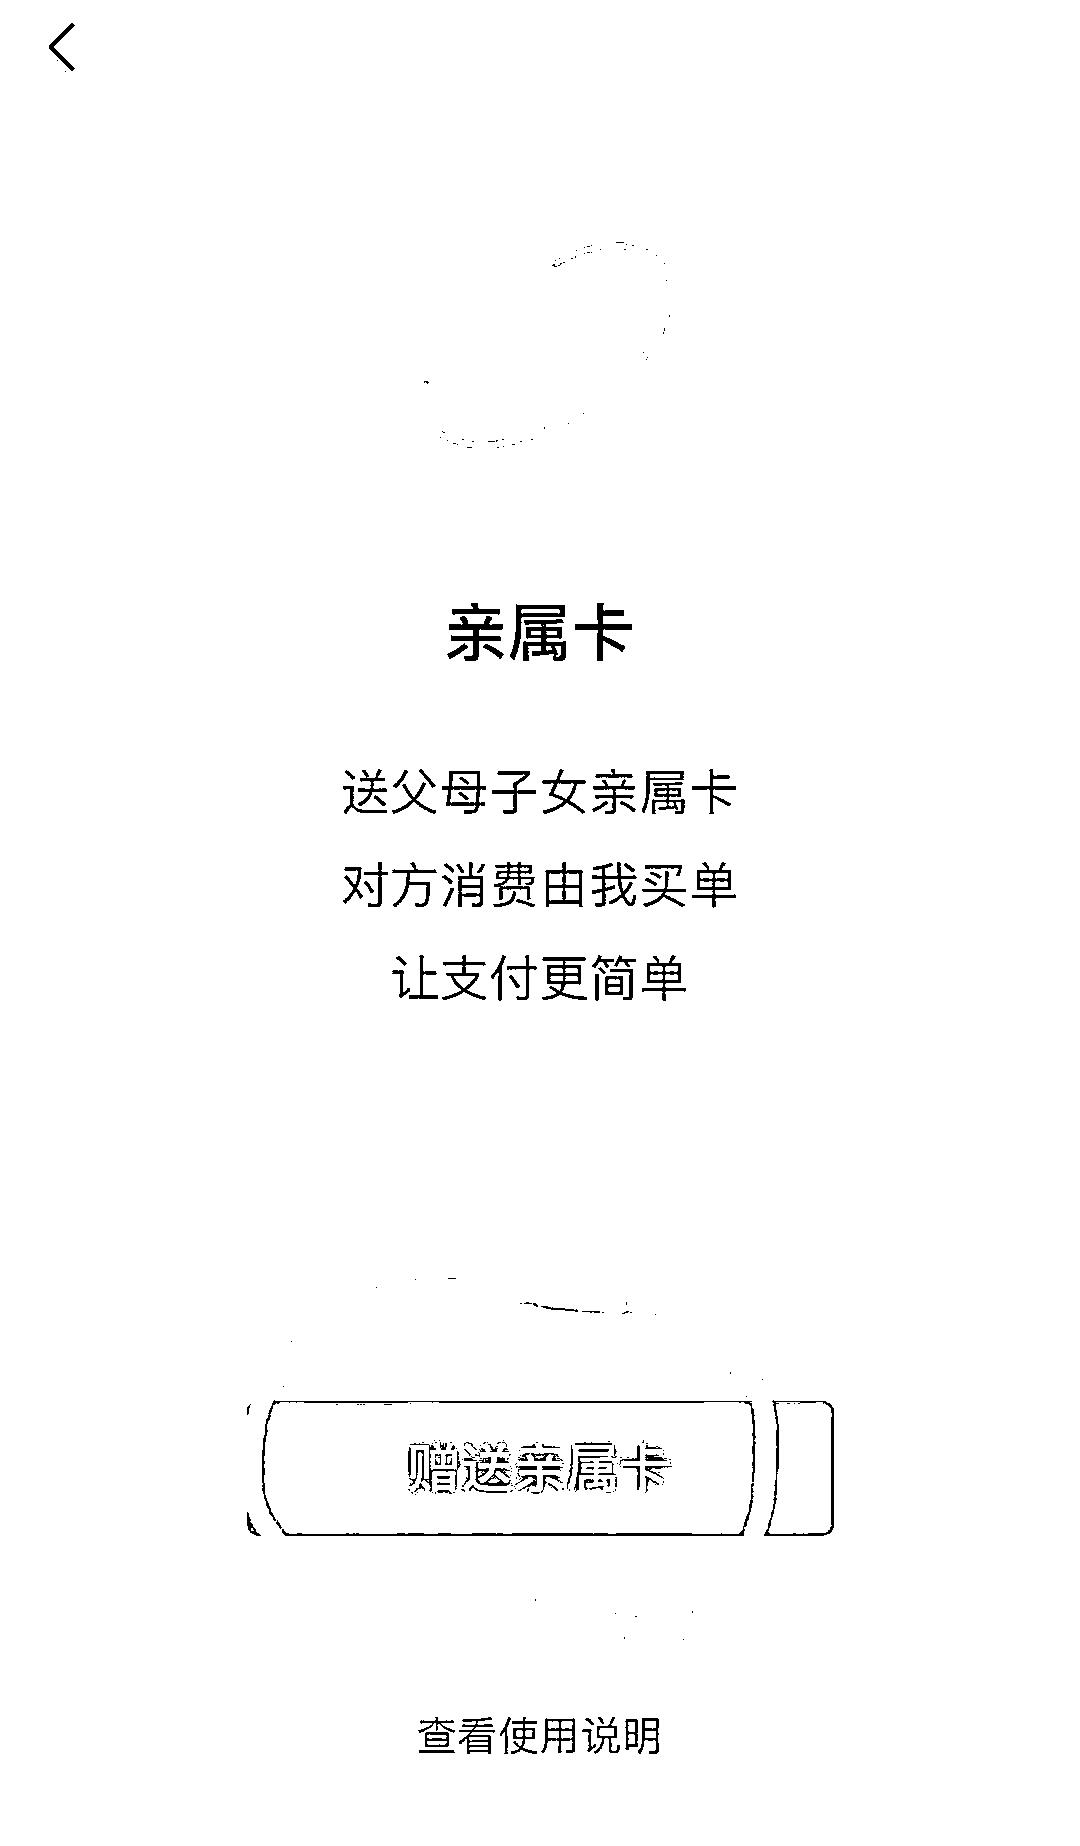 亲属卡
送父母子女亲属卡
对方消费由我买单
让支付更简单
赠送亲属卡
查看使用说明